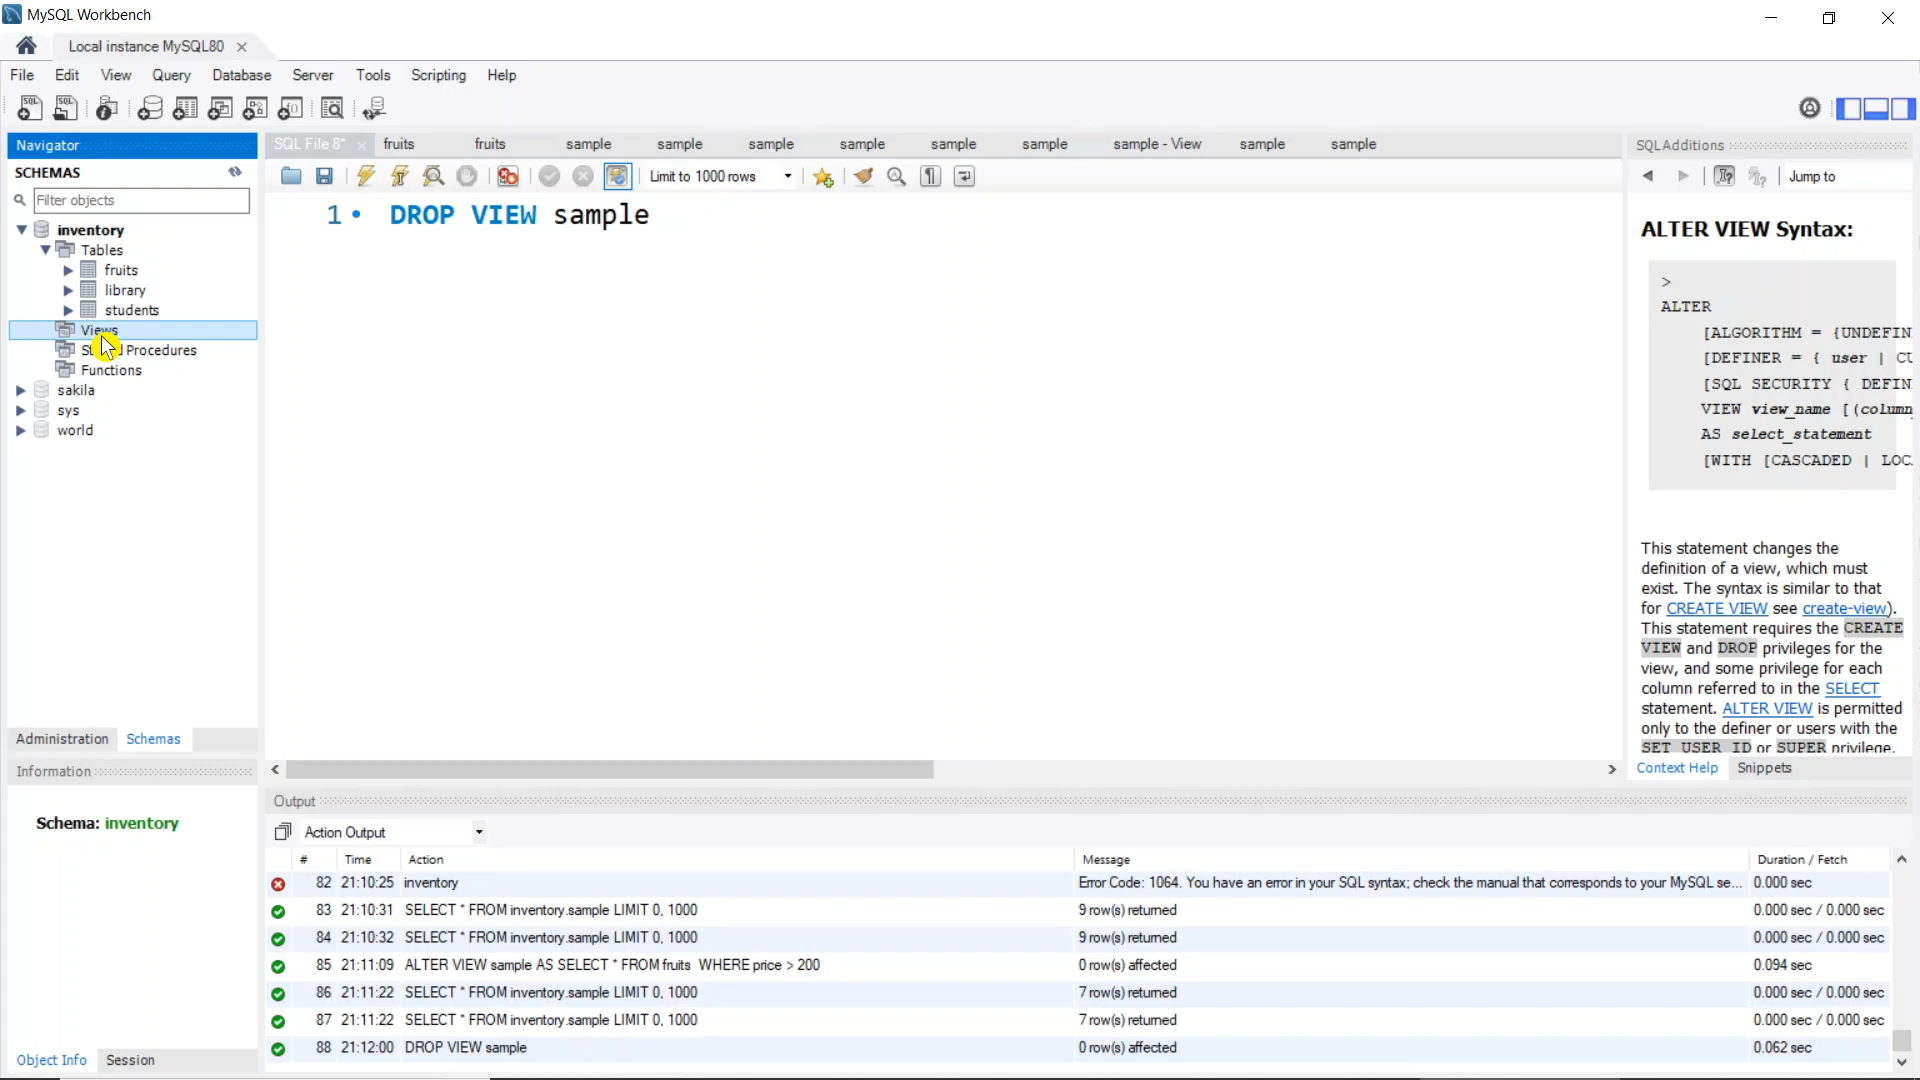 MySQL Workbench
Local instance MySQL80
File Edit View Query Database Server Tools Scripting Help
Navigator
SCHEMAS
Filter objects
inventory
Tables
fruits
library
students
Views
Procedures
Functions
sakila
sys
world
Administration Schemas
Information
Schema: inventory
Object Info Session
SQL File 8* fruits fruits sample sample sample sample sample sample sample - View sample sample
Limit to 1000 rows
1 DROP VIEW sample
Output
Action Output
# Time Action Message Duration / Fetch
82 21:10:25 inventory Error Code: 1064. You have an error in your SQL syntax; check the manual that corresponds to your MySQL se... 0.000 sec
83 21:10:31 SELECT * FROM inventory.sample LIMIT 0, 1000 9 row(s) returned 0.000 sec / 0.000 sec
84 21:10:32 SELECT * FROM inventory.sample LIMIT 0, 1000 9 row(s) returned 0.000 sec / 0.000 sec
85 21:11:09 ALTER VIEW sample AS SELECT * FROM fruits WHERE price > 200 0 row(s) affected 0.094 sec
86 21:11:22 SELECT * FROM inventory.sample LIMIT 0, 1000 7 row(s) returned 0.000 sec / 0.000 sec
87 21:11:22 SELECT * FROM inventory.sample LIMIT 0, 1000 7 row(s) returned 0.000 sec / 0.000 sec
88 21:12:00 DROP VIEW sample 0 row(s) affected 0.062 sec
SQLAdditions
Jump to
ALTER VIEW Syntax:
>
ALTER
[ALGORITHM = {UNDEFIN
[DEFINER = { user | CU
[SQL SECURITY { DEFIN
VIEW view_name [(column_
AS select_statement
[WITH [CASCADED | LOC
This statement changes the
definition of a view, which must
exist. The syntax is similar to that
for CREATE VIEW see create-view).
This statement requires the CREATE
VIEW and DROP privileges for the
view, and some privilege for each
column referred to in the SELECT
statement. ALTER VIEW is permitted
only to the definer or users with the
SET_USER_ID or SUPER privilege.
Context Help Snippets